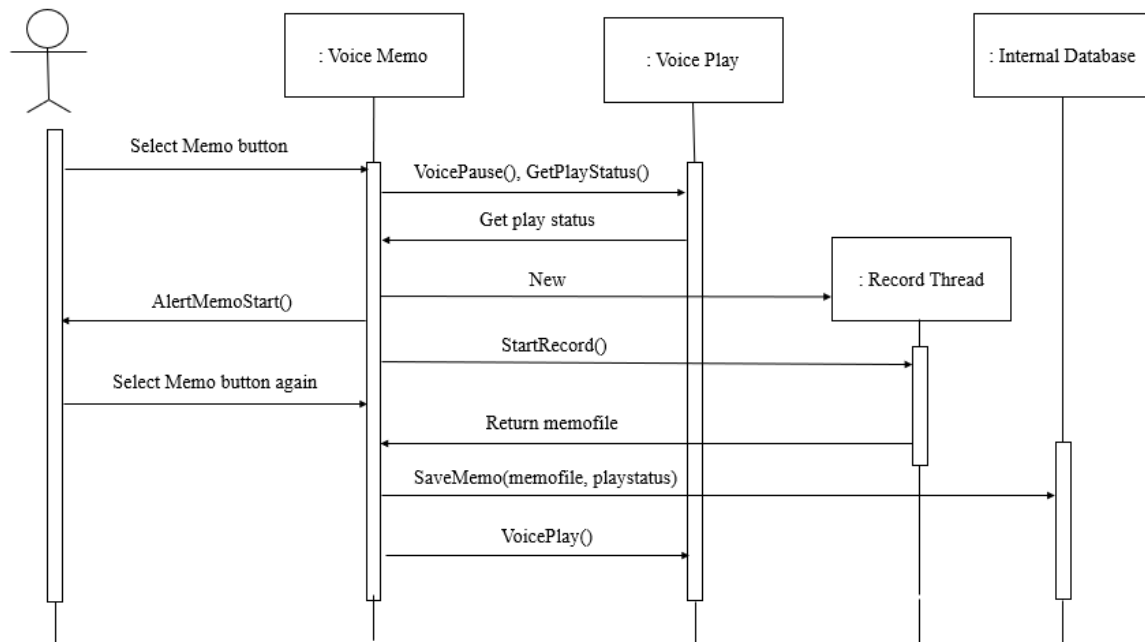 : Voice Memo
: Voice Play
: Internal Database
Select Memo button
VoicePause(), GetPlayStatus()
Get play status
New
: Record Thread
AlertMemoStart()
StartRecord()
Select Memo button again
Return memofile
SaveMemo(memofile, playstatus)
VoicePlay()